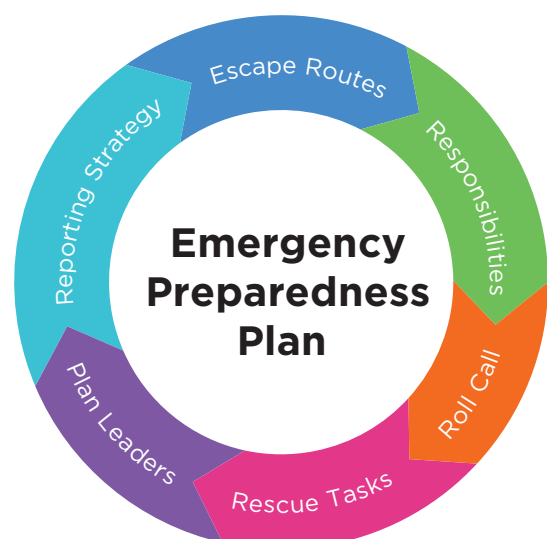 Emergency
Preparedness
Plan
Escape Routes
Responsibilities
Roll Call
Rescue Tasks
Plan Leaders
Reporting Strategy